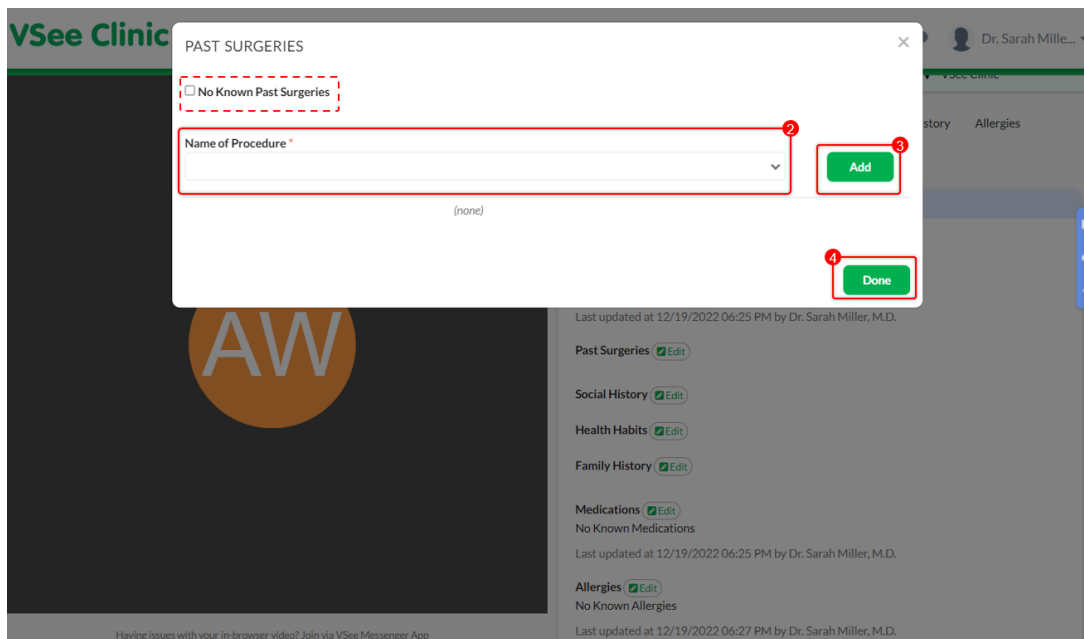 VSee Clinic
PAST SURGERIES
×
Dr. Sarah Mille...
VSee Clinic
No Known Past Surgeries
story Allergies
2
Name of Procedure *
3
Add
(none)
4
Done
AW
Last updated at 12/19/2022 06:25 PM by Dr. Sarah Miller, M.D.
Past Surgeries Edit
Social History Edit
Health Habits Edit
Family History Edit
Medications Edit
No Known Medications
Last updated at 12/19/2022 06:25 PM by Dr. Sarah Miller, M.D.
Allergies Edit
No Known Allergies
Last updated at 12/19/2022 06:27 PM by Dr. Sarah Miller, M.D.
Having issues with your in-browser video? Join via VSee Messenger App